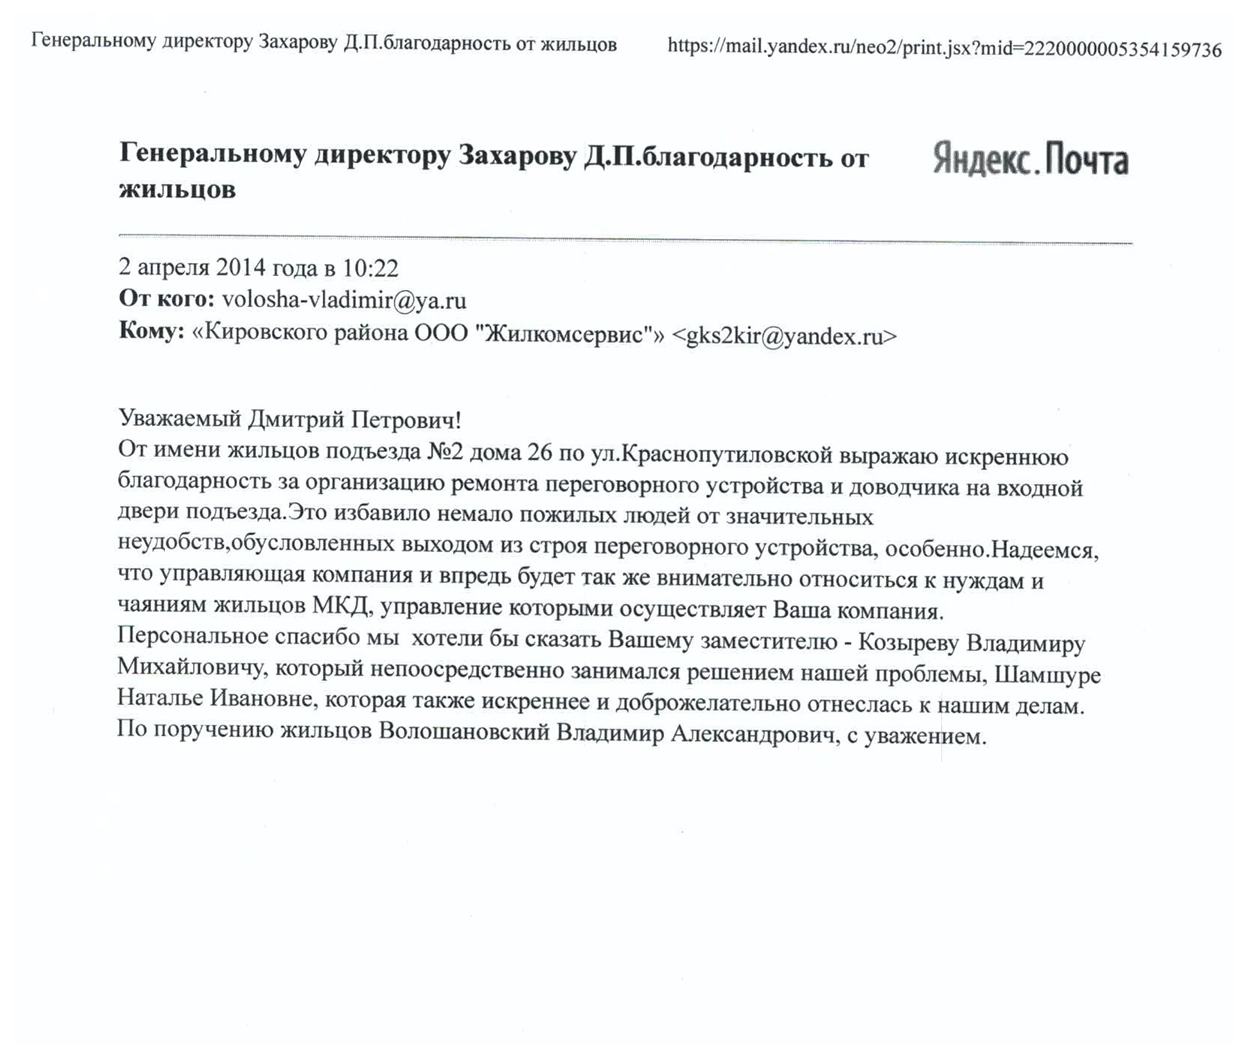 Генеральному директору Захарову Д.П.благодарность от жильцов https://mail.yandex.ru/neo2/print.jsx?mid=2220000005354159736
Генеральному директору Захарову Д.П.благодарность от
жильцов
Яндекс.Почта
2 апреля 2014 года в 10:22
От кого: volosha-vladimir@ya.ru
Кому: «Кировского района ООО "Жилкомсервис"» <gks2kir@yandex.ru>
Уважаемый Дмитрий Петрович!
От имени жильцов подъезда №2 дома 26 по ул.Краснопутиловской выражаю искреннюю
благодарность за организацию ремонта переговорного устройства и доводчика на входной
двери подъезда.Это избавило немало пожилых людей от значительных
неудобств,обусловленных выходом из строя переговорного устройства, особенно.Надеемся,
что управляющая компания и впредь будет так же внимательно относиться к нуждам и
чаяниям жильцов МКД, управление которыми осуществляет Ваша компания.
Персональное спасибо мы хотели бы сказать Вашему заместителю - Козыреву Владимиру
Михайловичу, который непоосредственно занимался решением нашей проблемы, Шамшуре
Наталье Ивановне, которая также искреннее и доброжелательно отнеслась к нашим делам.
По поручению жильцов Волошановский Владимир Александрович, с уважением.